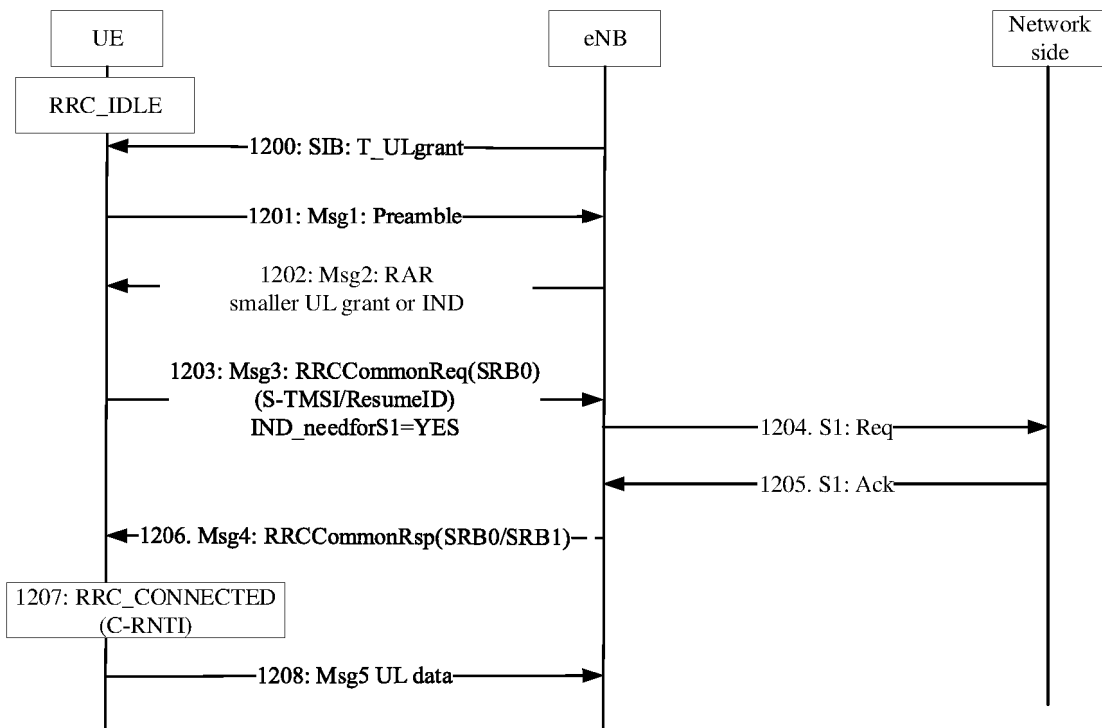 UE
eNB
Network
side
RRC_IDLE
1200: SIB: T_ULgrant
1201: Msg1: Preamble
1202: Msg2: RAR
smaller UL grant or IND
1203: Msg3: RRCCommonReq(SRB0)
(S-TMSI/ResumeID)
IND_needforS1=YES
1204. S1: Req
1205. S1: Ack
1206. Msg4: RRCCommonRsp(SRB0/SRB1)
1207: RRC_CONNECTED
(C-RNTI)
1208: Msg5 UL data